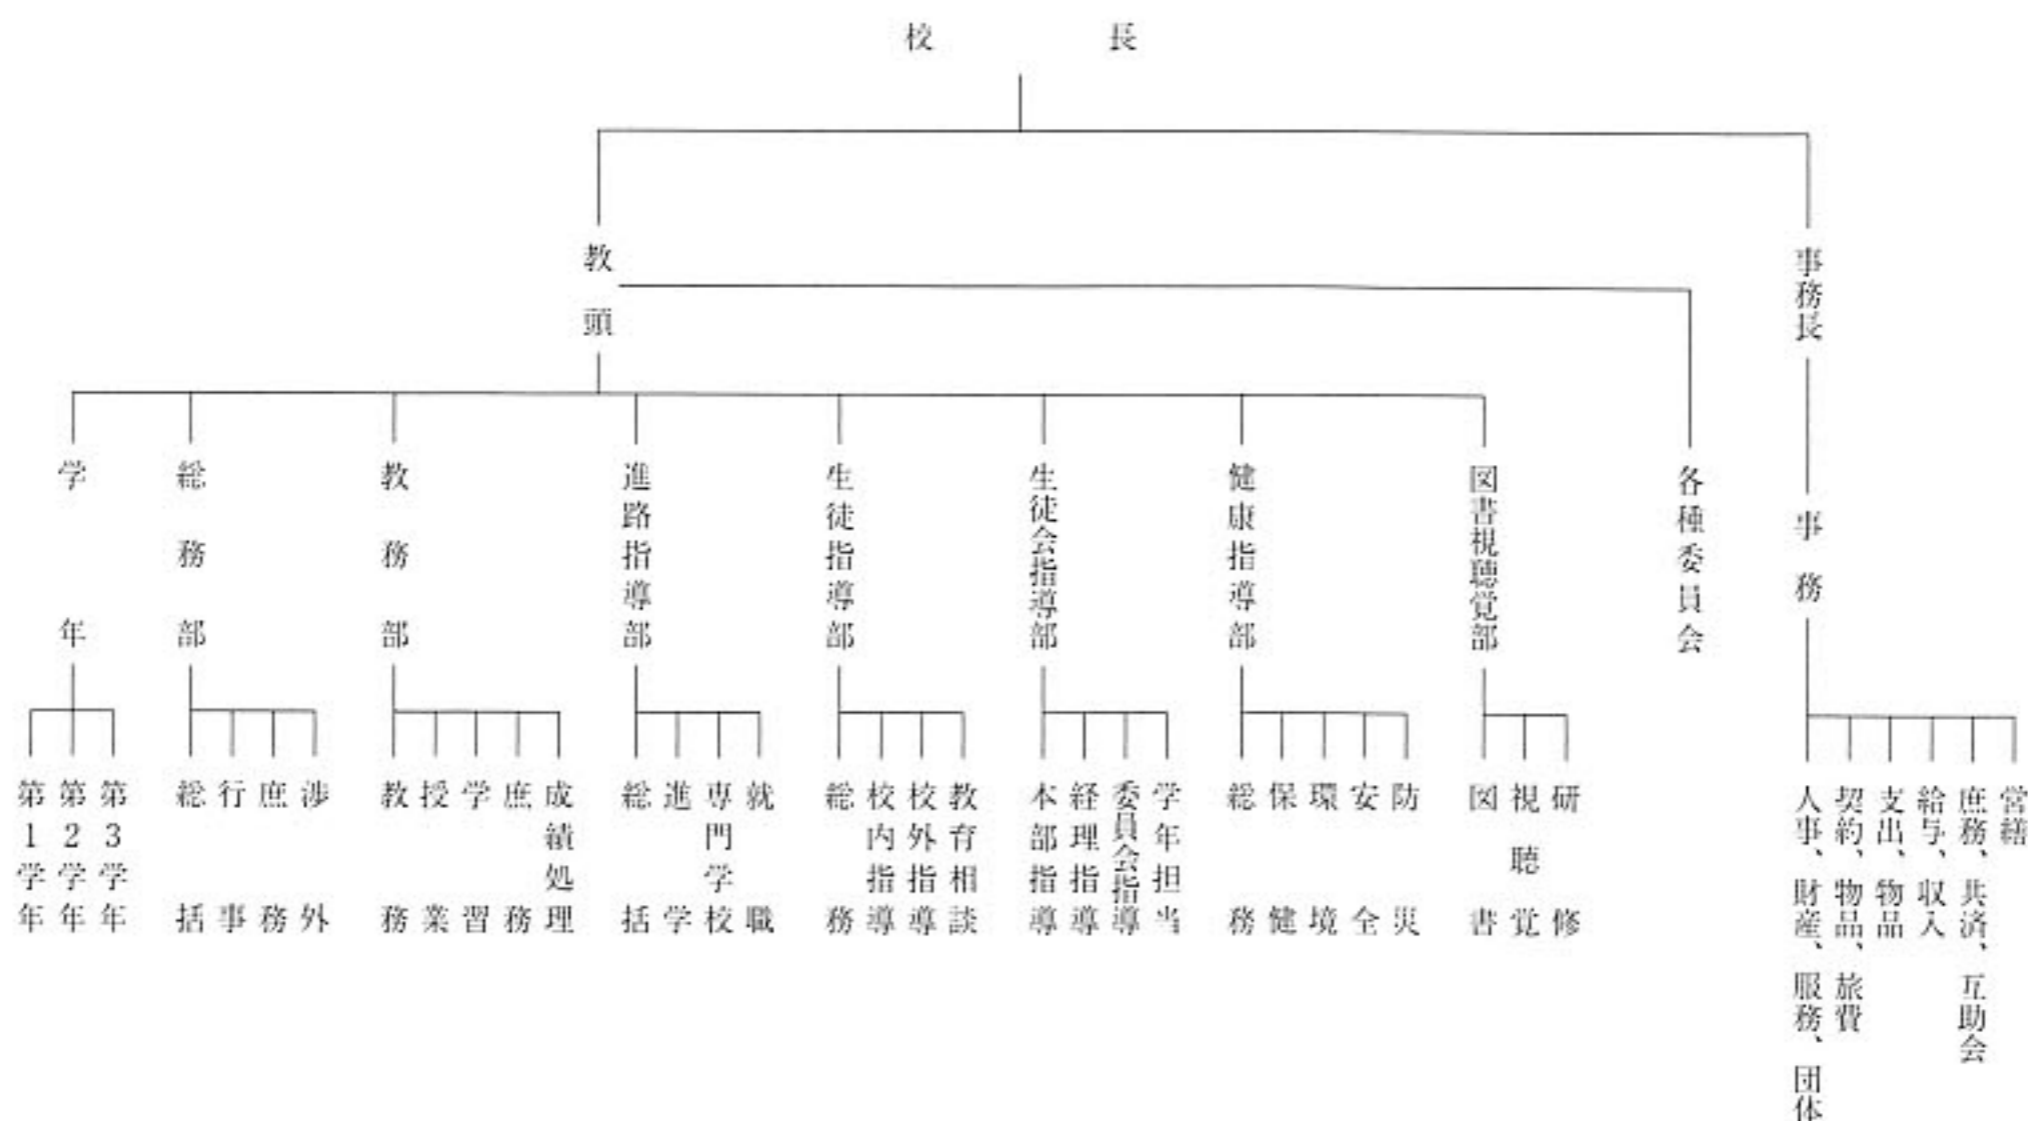 校長
教頭
事務長
学年
総務部
教務部
進路指導部
生徒指導部
生徒会指導部
健康指導部
図書視聴覚部
各種委員会
事務
第1学年
第2学年
第3学年
総括
行事
庶務
渉外
教務
授業
学習
庶務
成績処理
総括
進学
専門学校
就職
総務
校内指導
校外指導
教育相談
本部指導
経理指導
委員会指導
学年担当
総務
保健
環境
安全
防災
図書
視聴覚
研修
人事、財産、服務、団体
契約、物品、旅費
支出、物品
給与、収入
庶務、共済、互助会
営繕